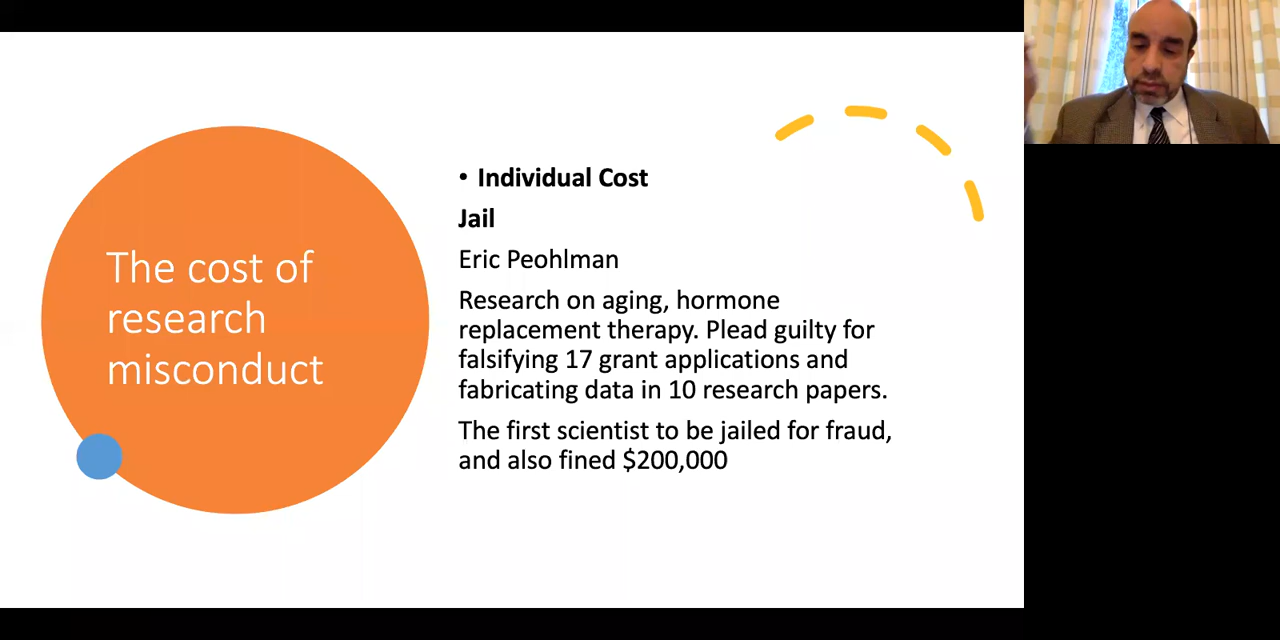 The cost of
research
misconduct
• Individual Cost
Jail
Eric Peohlman
Research on aging, hormone
replacement therapy. Plead guilty for
falsifying 17 grant applications and
fabricating data in 10 research papers.
The first scientist to be jailed for fraud,
and also fined $200,000